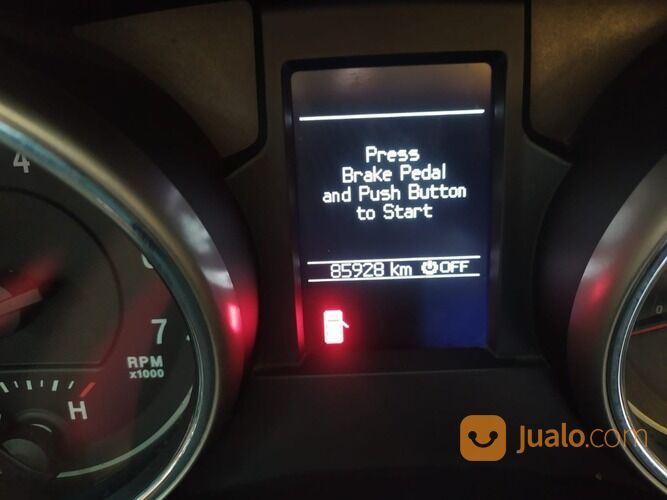 Press
Brake Pedal
and Push Button
to Start
85928 km OFF
4
7
RPM
x1000
H
Jualo.com